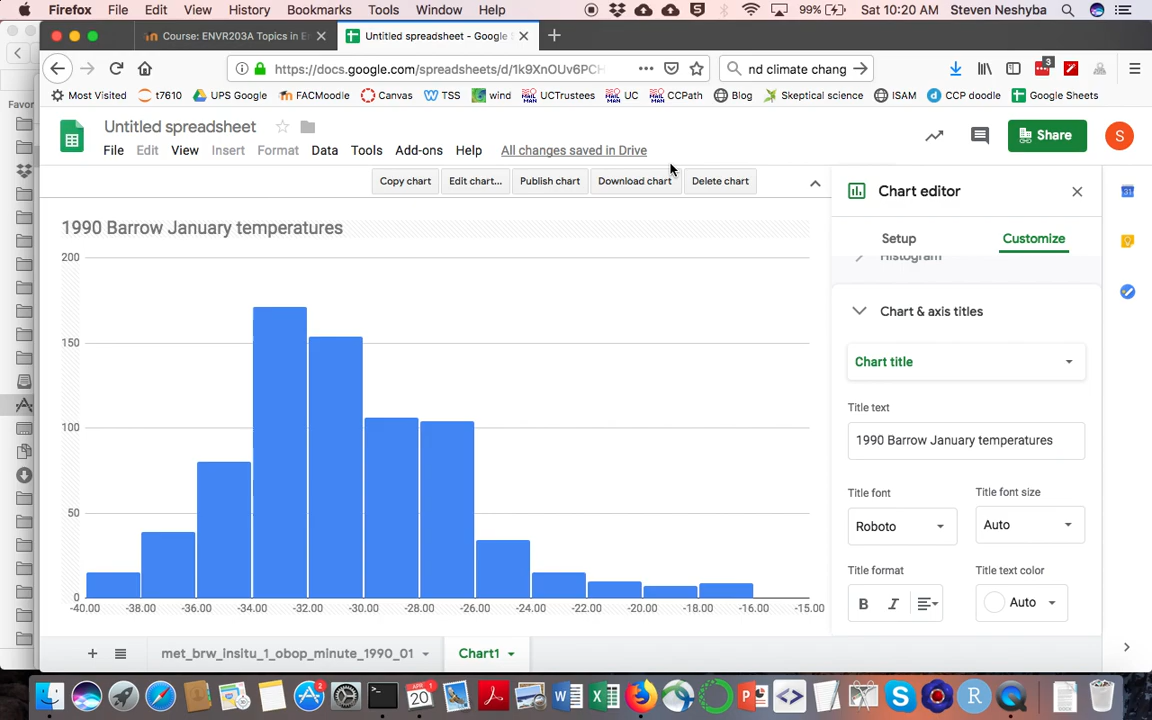 Firefox File Edit View History Bookmarks Tools Window Help 99% Sat 10:20 AM Steven Neshyba
Course: ENVR203A Topics in E
Untitled spreadsheet - Google S
https://docs.google.com/spreadsheets/d/1k9XnOUv6PCH
nd climate chang
3
Most Visited t7610 UPS Google FACMoodle Canvas TSS wind UCTrustees UC CCPath Blog Skeptical science ISAM CCP doodle Google Sheets
Untitled spreadsheet
File Edit View Insert Format Data Tools Add-ons Help All changes saved in Drive
Share
S
Favor
Copy chart Edit chart... Publish chart Download chart Delete chart
1990 Barrow January temperatures
200
150
100
50
0
-40.00 -38.00 -36.00 -34.00 -32.00 -30.00 -28.00 -26.00 -24.00 -22.00 -20.00 -18.00 -16.00 -15.00
Chart editor
Setup Customize
Histogram
Chart & axis titles
Chart title
Title text
1990 Barrow January temperatures
Title font Title font size
Roboto Auto
Title format Title text color
B I Auto
31
met_brw_insitu_1_obop_minute_1990_01 Chart1
2
APR
20
1
W
X
P
S
R